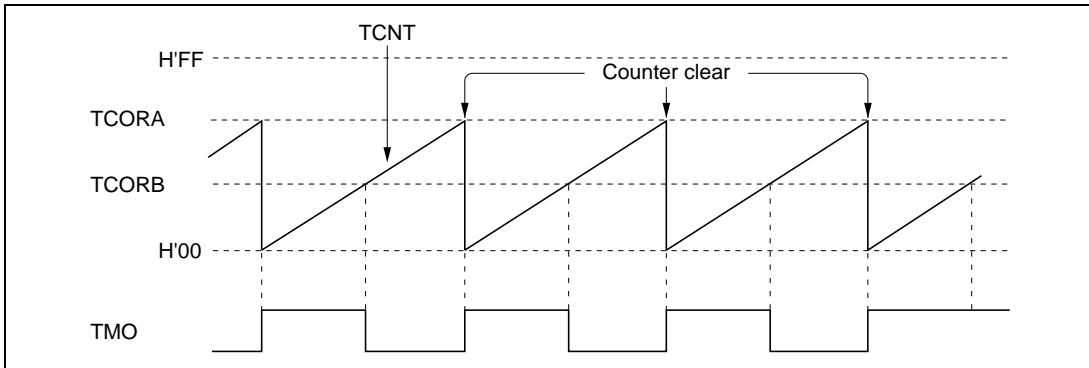 TCNT
H'FF
Counter clear
TCORA
TCORB
H'00
TMO